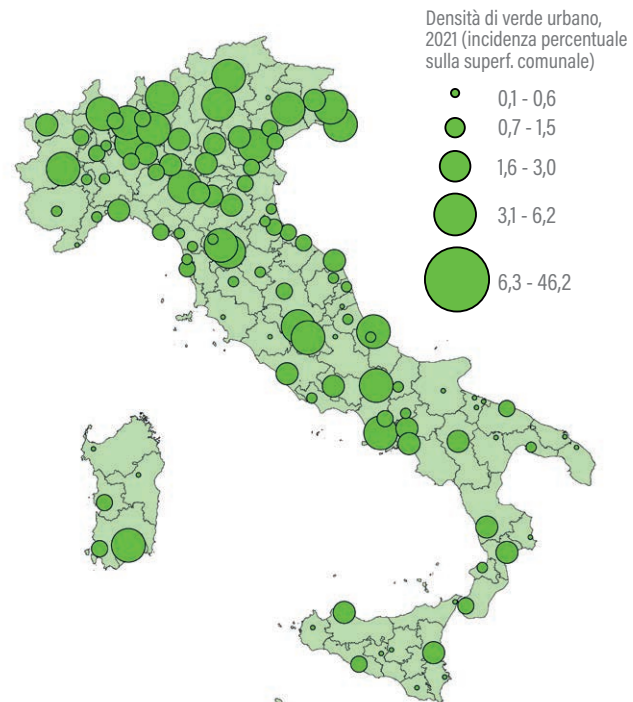 Densità di verde urbano,
2021 (incidenza percentuale
sulla superf. comunale)
0,1 - 0,6
0,7 - 1,5
1,6 - 3,0
3,1 - 6,2
6,3 - 46,2